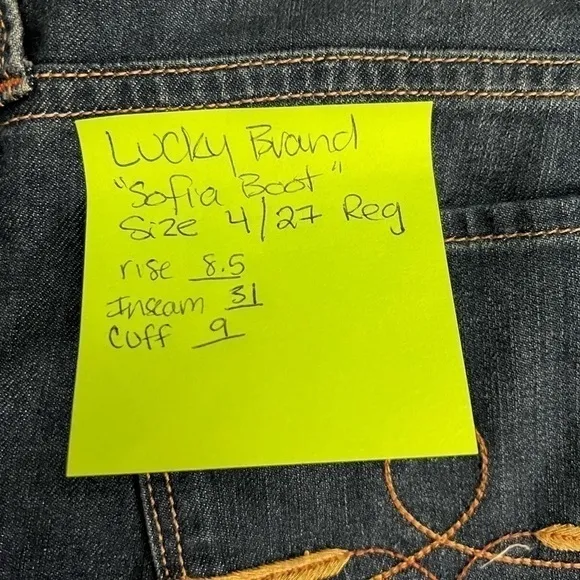 Lucky Brand
"Sofia Boot"
Size 4/27 Reg
rise 8.5
Inseam 31
Cuff 9